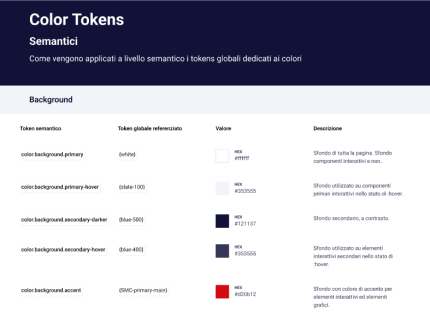 Color Tokens
Semantici
Come vengono applicati a livello semantico i tokens globali dedicati ai colori
Background
Token semantico Token globale referenziato Valore Descrizione
color.background.primary {white} HEX #ffffff Sfondo di tutta la pagina. Sfondo
componenti interattivi e non.
color.background.primary-hover {slate-100} HEX #353555 Sfondo utilizzato su componenti
primari interattivi nello stato di :hover.
color.background.secondary-darker {blue-500} HEX #121137 Sfondo secondario, a contrasto.
color.background.secondary-hover {blue-400} HEX #353555 Sfondo utilizzato su elementi
interattivi secondari nello stato di
:hover.
color.background.accent {SMC-primary-main} HEX #d20b12 Sfondo con colore di accento per
elementi interattivi ed elementi
grafici.